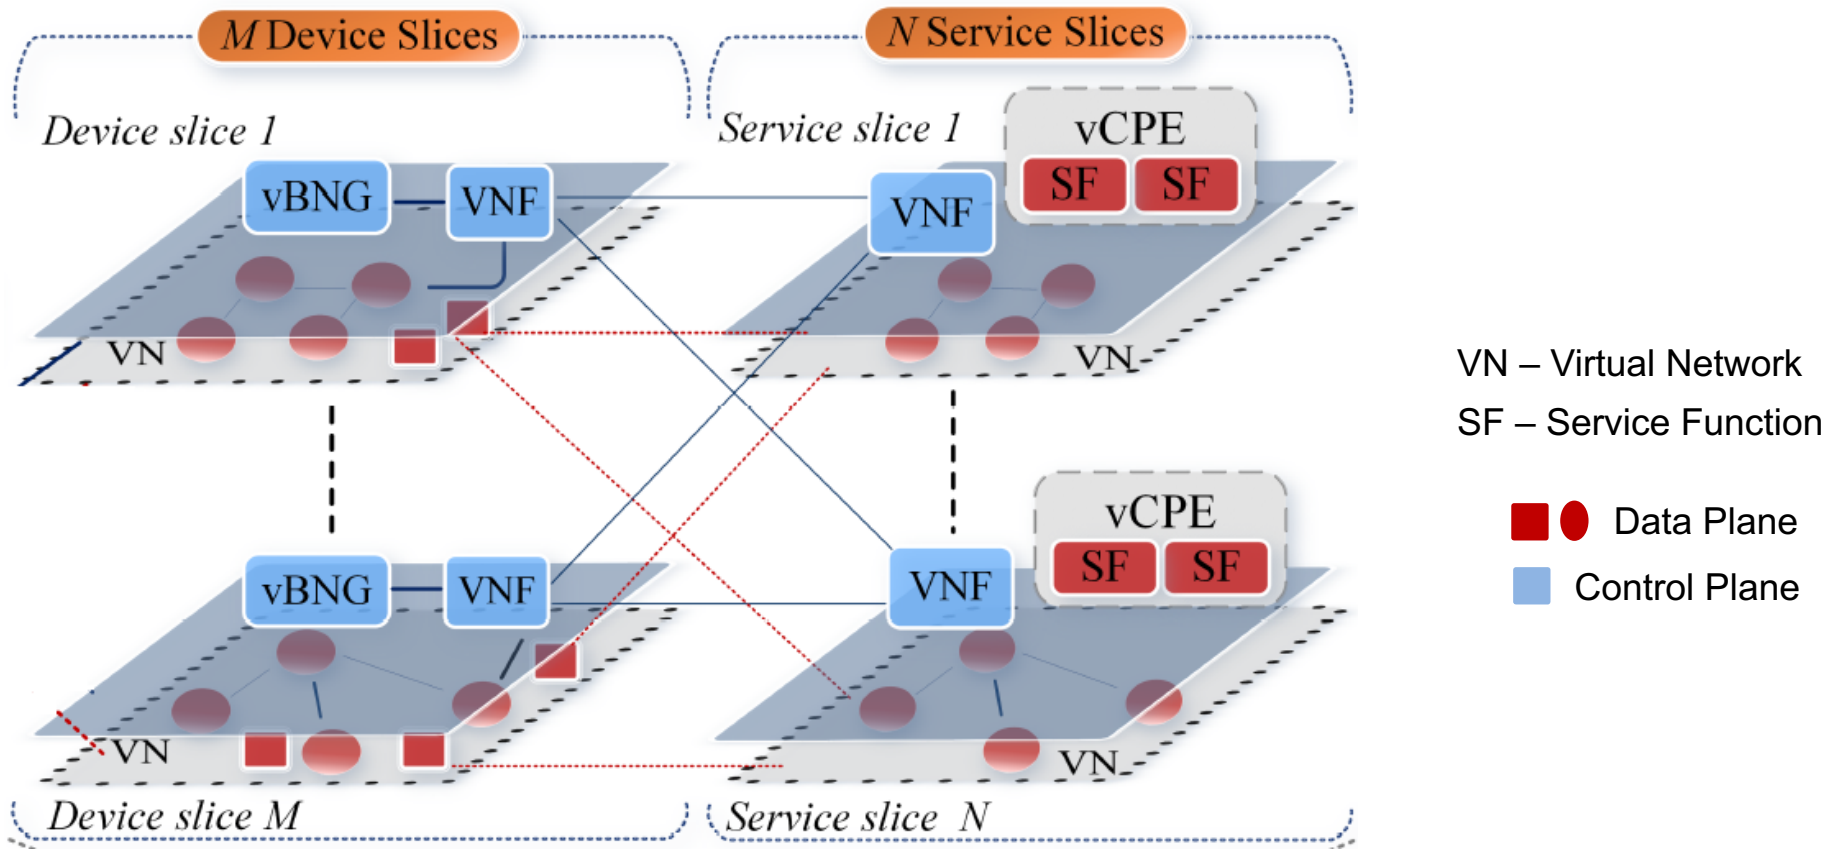 M Device Slices
N Service Slices
Device slice 1
Service slice 1
vCPE
SF SF
vBNG
VNF
VNF
VN
VN
VN – Virtual Network
SF – Service Function
Data Plane
Control Plane
vCPE
SF SF
vBNG
VNF
VNF
VN
VN
Device slice M
Service slice N